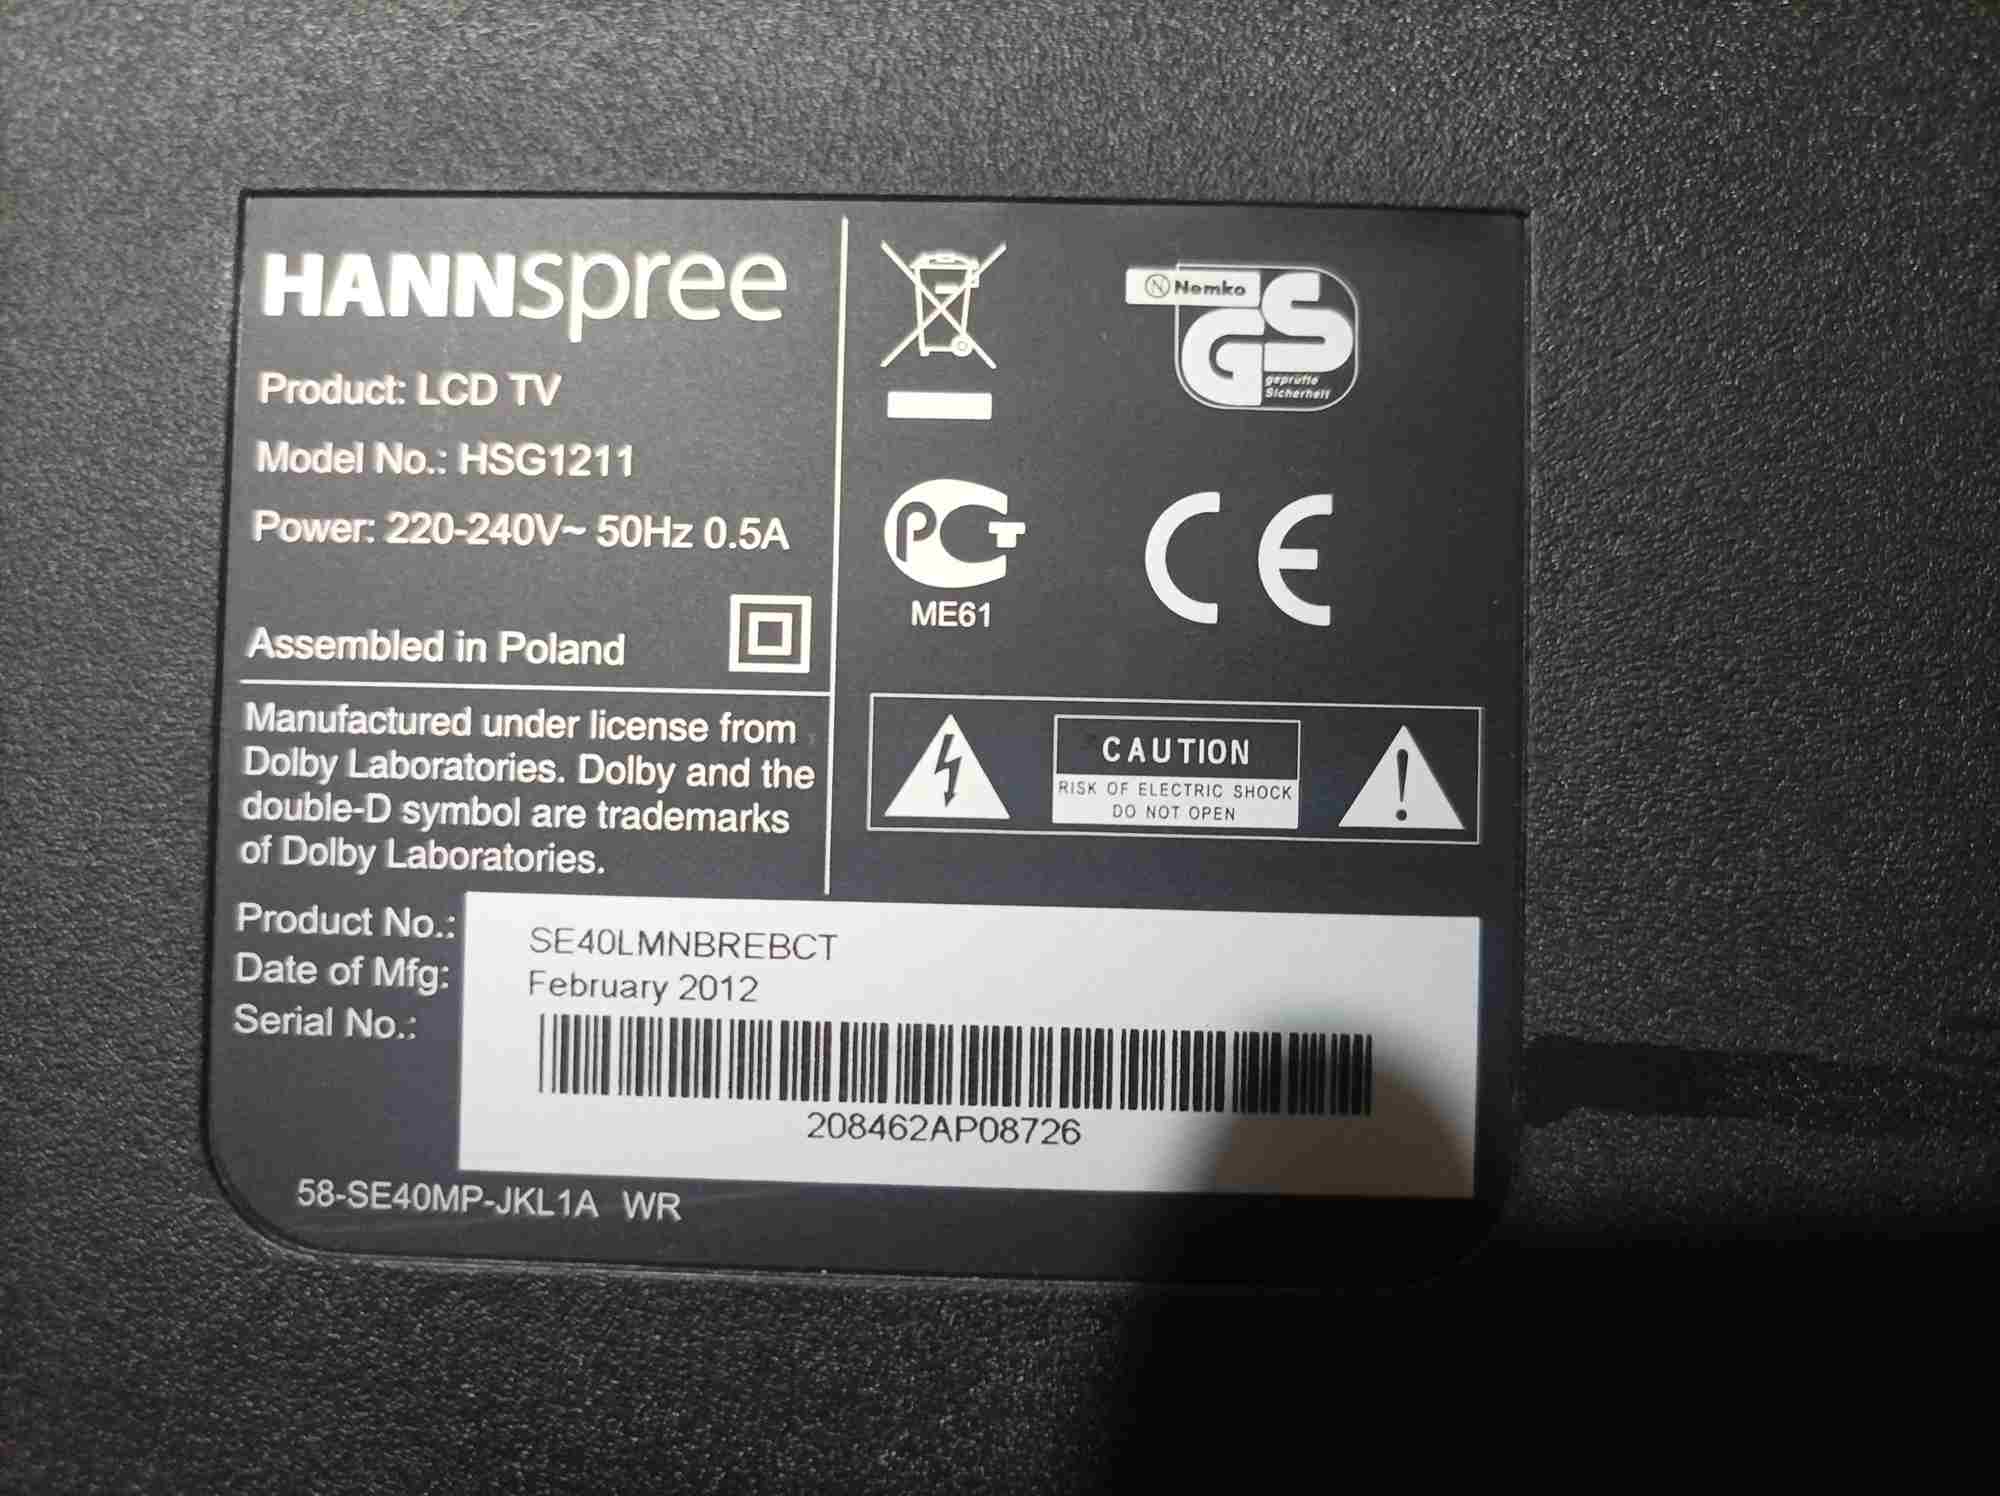 HANNspree
Product: LCD TV
Model No.: HSG1211
Power: 220-240V~ 50Hz 0.5A
Assembled in Poland
Manufactured under license from
Dolby Laboratories. Dolby and the
double-D symbol are trademarks
of Dolby Laboratories.
N Nemko
GS
geprüfte
Sicherheit
РСТ
ME61
CE
CAUTION
RISK OF ELECTRIC SHOCK
DO NOT OPEN
Product No.: SE40LMNBREBCT
Date of Mfg: February 2012
Serial No.:
208462AP08726
58-SE40MP-JKL1A WR